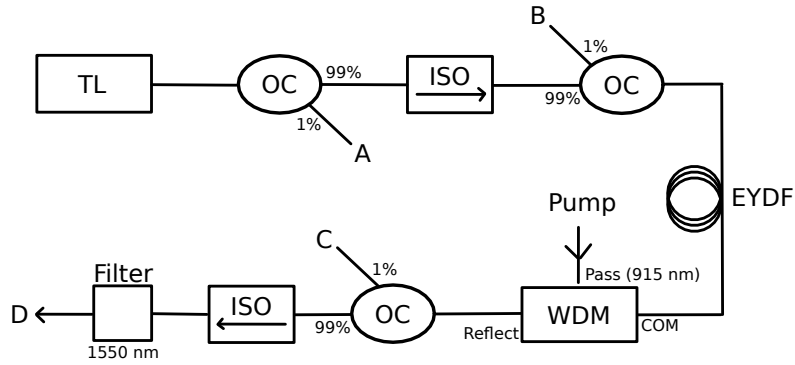 B
TL
OC
99%
1%
A
ISO
1%
99%
OC
EYDF
Pump
Pass (915 nm)
WDM
COM
Reflect
C
1%
OC
99%
ISO
Filter
1550 nm
D